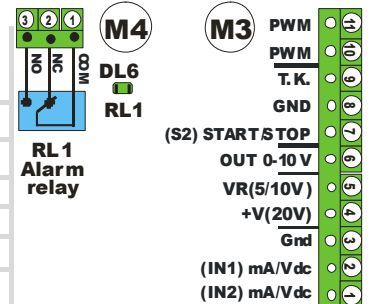 3 2 1
NO NC COM
M4
DL6
RL1
RL1
Alarm
relay
M3
PWM 11
PWM 10
T.K. 9
GND 8
(S2) START/STOP 7
OUT 0-10V 6
VR(5/10V) 5
+V(20V) 4
Gnd 3
(IN1) mA/Vdc 2
(IN2) mA/Vdc 1